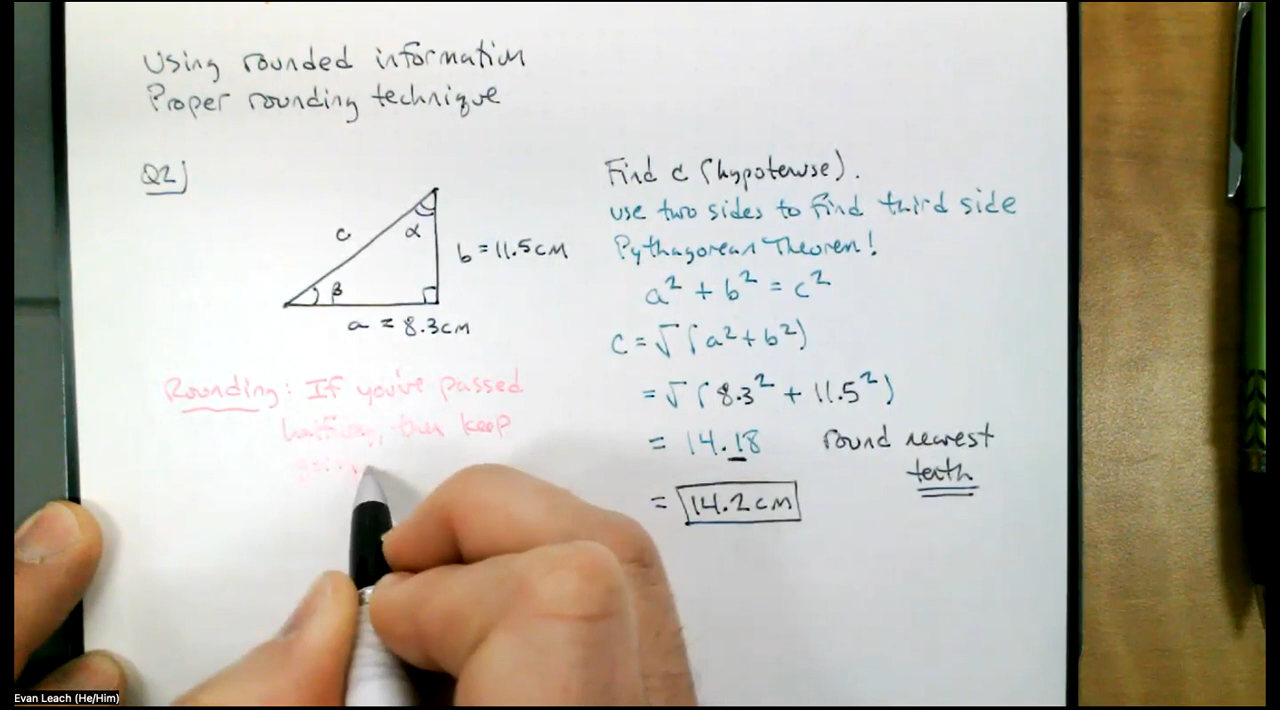 Using rounded information
Proper rounding technique
Q2)
c
α
b = 11.5cm
β
a = 8.3cm
Rounding: If you've passed
halfway, then keep
going
Find c (hypotenuse).
use two sides to find third side
Pythagorean Theorem!
a² + b² = c²
c = √(a² + b²)
= √(8.3² + 11.5²)
= 14.18 round nearest
tenth
= 14.2cm
Evan Leach (He/Him)